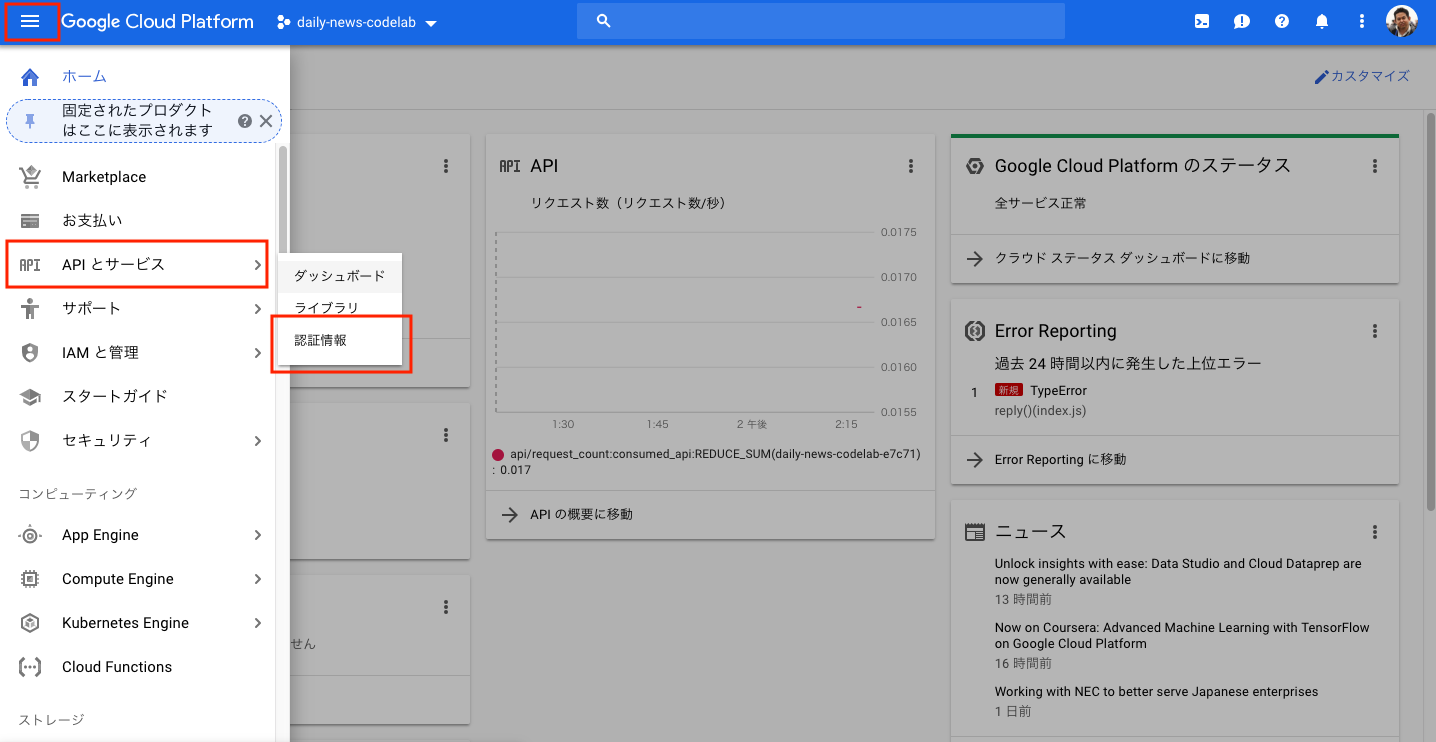 Google Cloud Platform
daily-news-codelab
ホーム
固定されたプロダクト
はここに表示されます
Marketplace
お支払い
API API とサービス
サポート
IAM と管理
スタートガイド
セキュリティ
コンピューティング
App Engine
Compute Engine
Kubernetes Engine
Cloud Functions
ストレージ
ダッシュボード
ライブラリ
認証情報
せん
カスタマイズ
API API
リクエスト数（リクエスト数/秒）
0.0175
0.0170
0.0165
0.0160
0.0155
1:30 1:45 2 午後 2:15
api/request_count:consumed_api:REDUCE_SUM(daily-news-codelab-e7c71)
: 0.017
API の概要に移動
Google Cloud Platform のステータス
全サービス正常
クラウド ステータス ダッシュボードに移動
Error Reporting
過去 24 時間以内に発生した上位エラー
1 新規 TypeError
reply()(index.js)
Error Reporting に移動
ニュース
Unlock insights with ease: Data Studio and Cloud Dataprep are
now generally available
13 時間前
Now on Coursera: Advanced Machine Learning with TensorFlow
on Google Cloud Platform
16 時間前
Working with NEC to better serve Japanese enterprises
1 日前